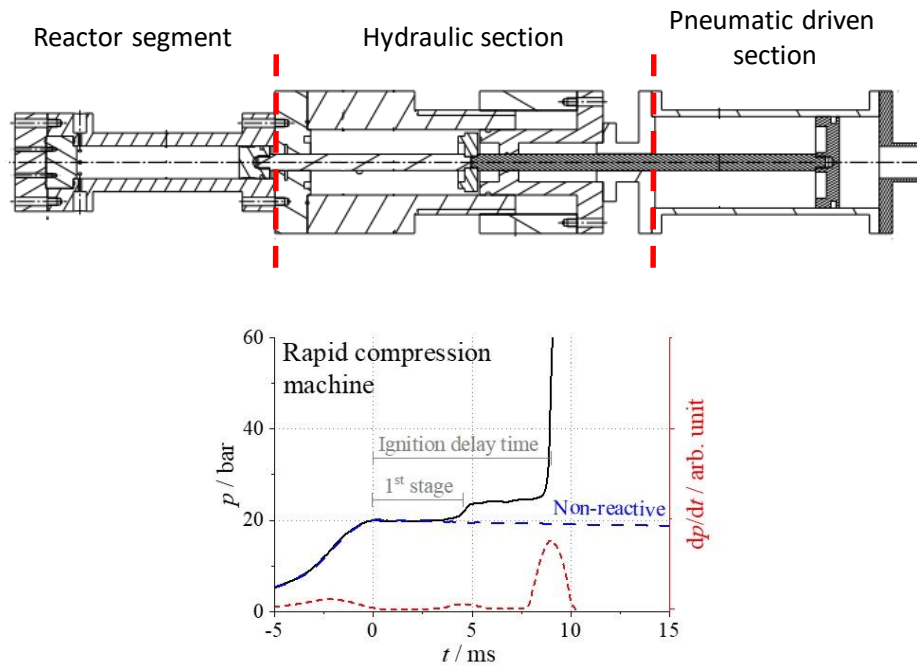 Reactor segment
Hydraulic section
Pneumatic driven
section
60
40
20
0
p / bar
Rapid compression
machine
Ignition delay time
1st stage
Non-reactive
dp/dt / arb. unit
-5
0
5
10
15
t / ms